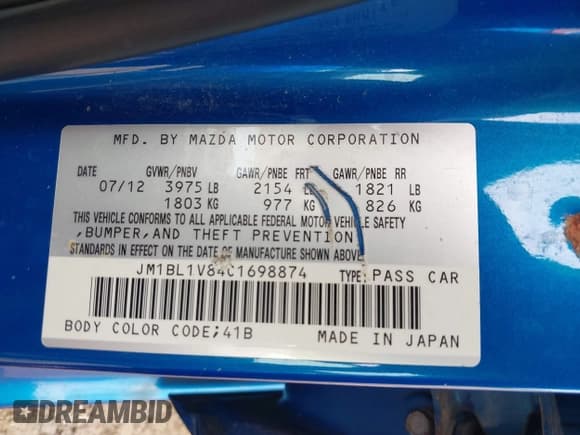 MFD. BY MAZDA MOTOR CORPORATION
DATE GVWR/PNBV GAWR/PNBE FRT GAWR/PNBE RR
07/12 3975 LB 2154 1821 LB
1803 KG 977 KG 826 KG
THIS VEHICLE CONFORMS TO ALL APPLICABLE FEDERAL MOTOR VEHICLE SAFETY
,BUMPER,AND THEFT PREVENTION
STANDARDS IN EFFECT ON THE DATE OF MANUFACTURE SHOWN ABOVE.
JM1BL1V84C1698874 TYPE: PASS CAR
BODY COLOR CODE;41B MADE IN JAPAN
DREAMBID DREAMBID.COM